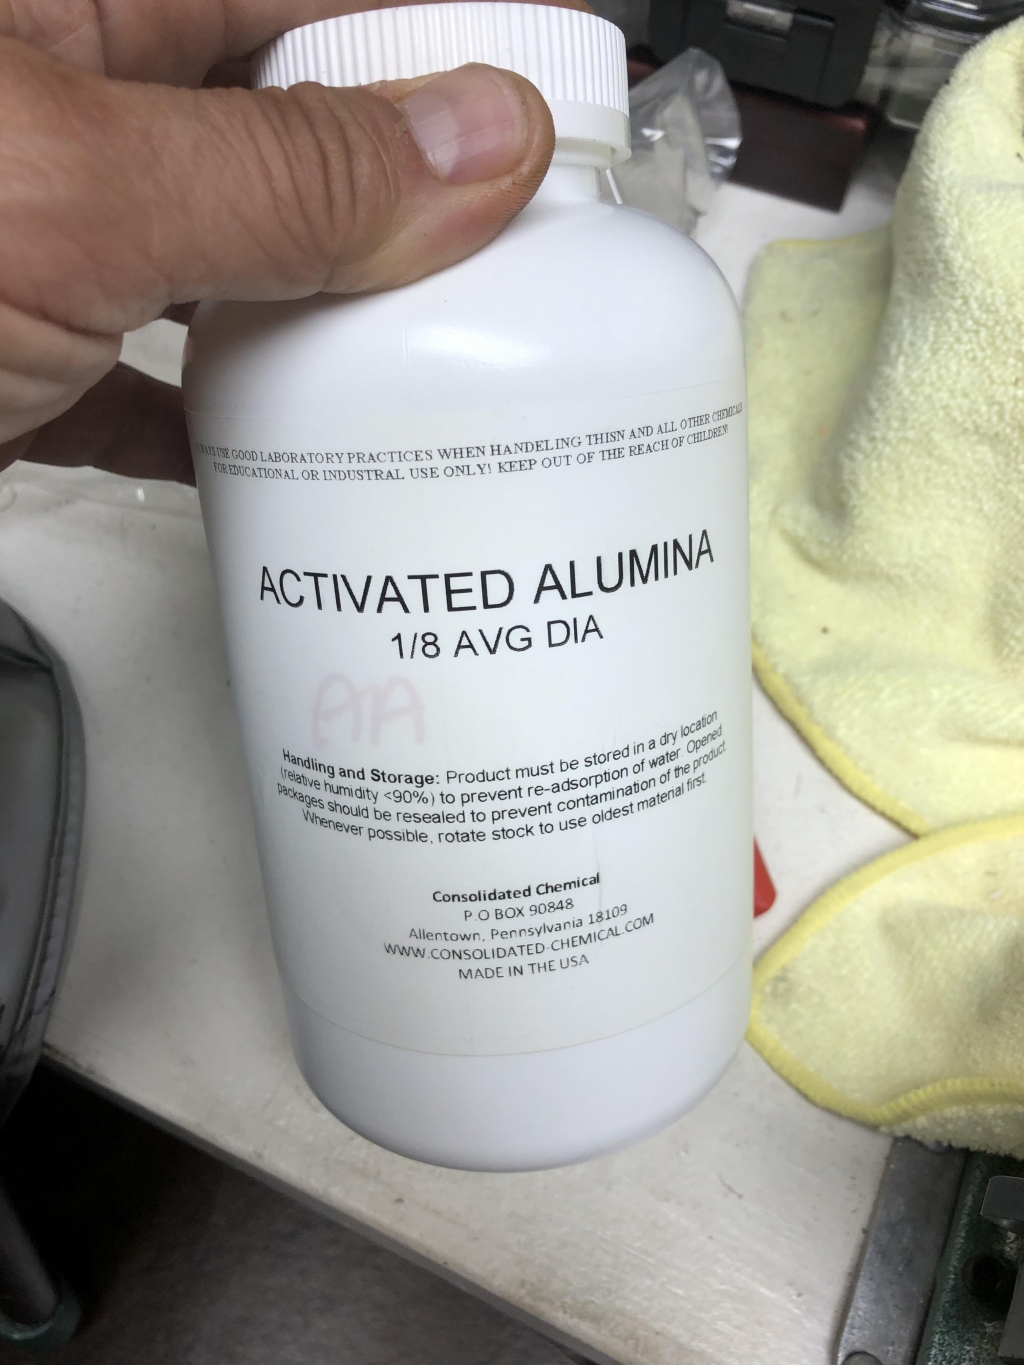 ALWAYS USE GOOD LABORATORY PRACTICES WHEN HANDELING THISN AND ALL OTHER CHEMICALS
FOR EDUCATIONAL OR INDUSTRAL USE ONLY! KEEP OUT OF THE REACH OF CHILDREN!
ACTIVATED ALUMINA
1/8 AVG DIA
AA
Handling and Storage: Product must be stored in a dry location
(relative humidity <90%) to prevent re-adsorption of water. Opened
packages should be resealed to prevent contamination of the product.
Whenever possible, rotate stock to use oldest material first.
Consolidated Chemical
P.O BOX 90848
Allentown, Pennsylvania 18109
WWW.CONSOLIDATED-CHEMICAL.COM
MADE IN THE USA